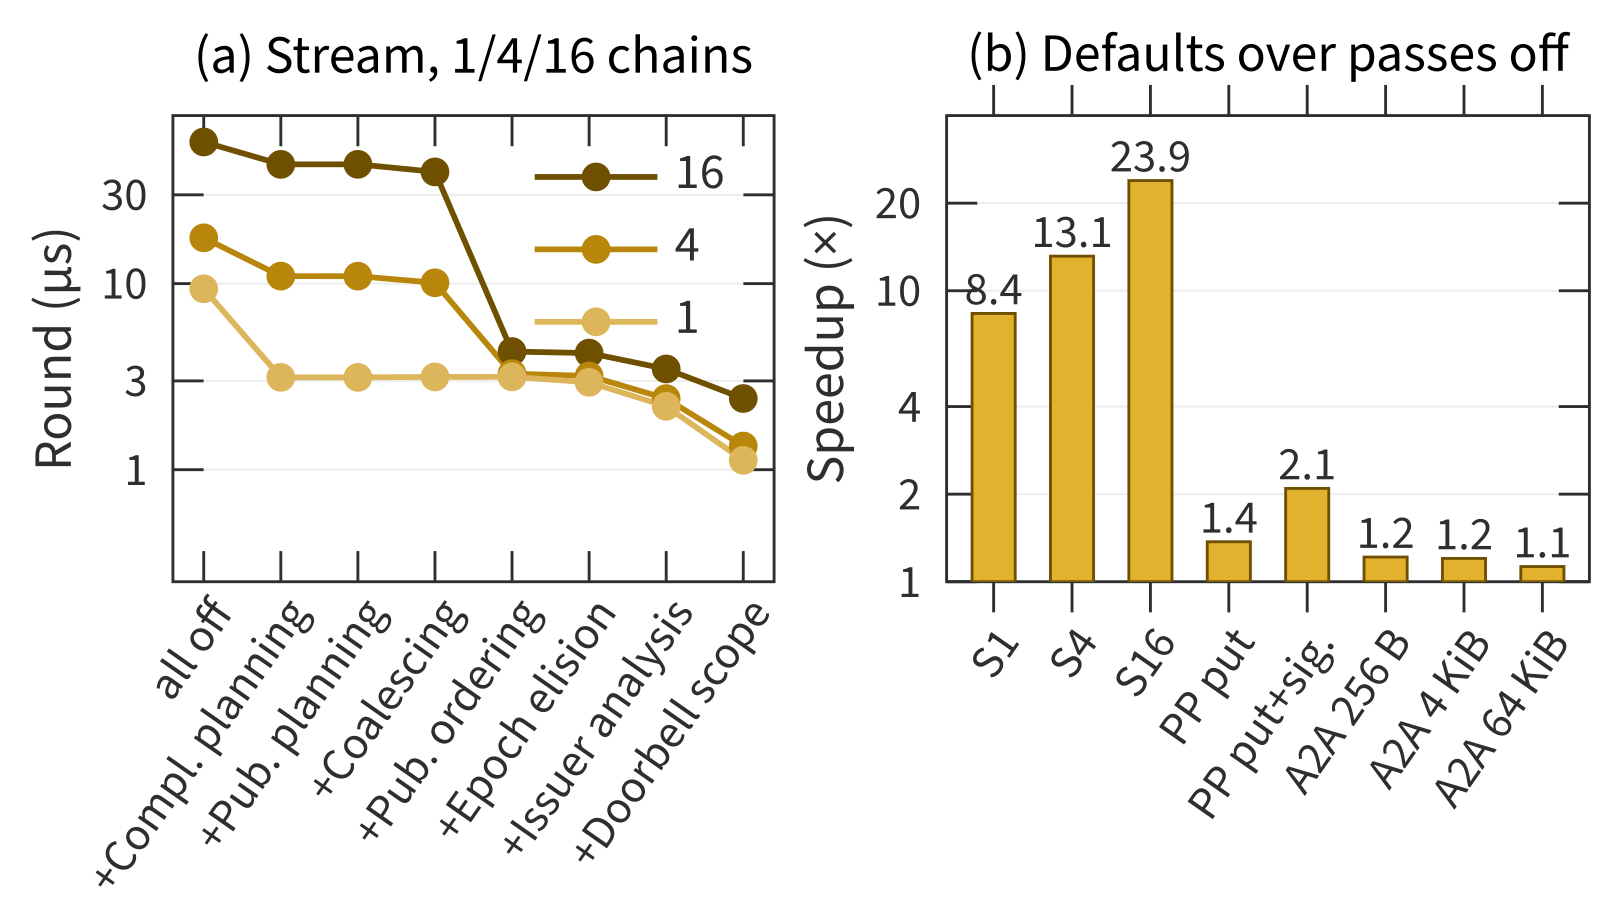 (a) Stream, 1/4/16 chains
Round (µs)
30
10
3
1
16
4
1
all off
+Compl. planning
+Pub. planning
+Coalescing
+Pub. ordering
+Epoch elision
+Issuer analysis
+Doorbell scope
(b) Defaults over passes off
Speedup (×)
20
10
4
2
1
8.4
13.1
23.9
1.4
2.1
1.2
1.2
1.1
S1
S4
S16
PP put
PP put+sig.
A2A 256 B
A2A 4 KiB
A2A 64 KiB